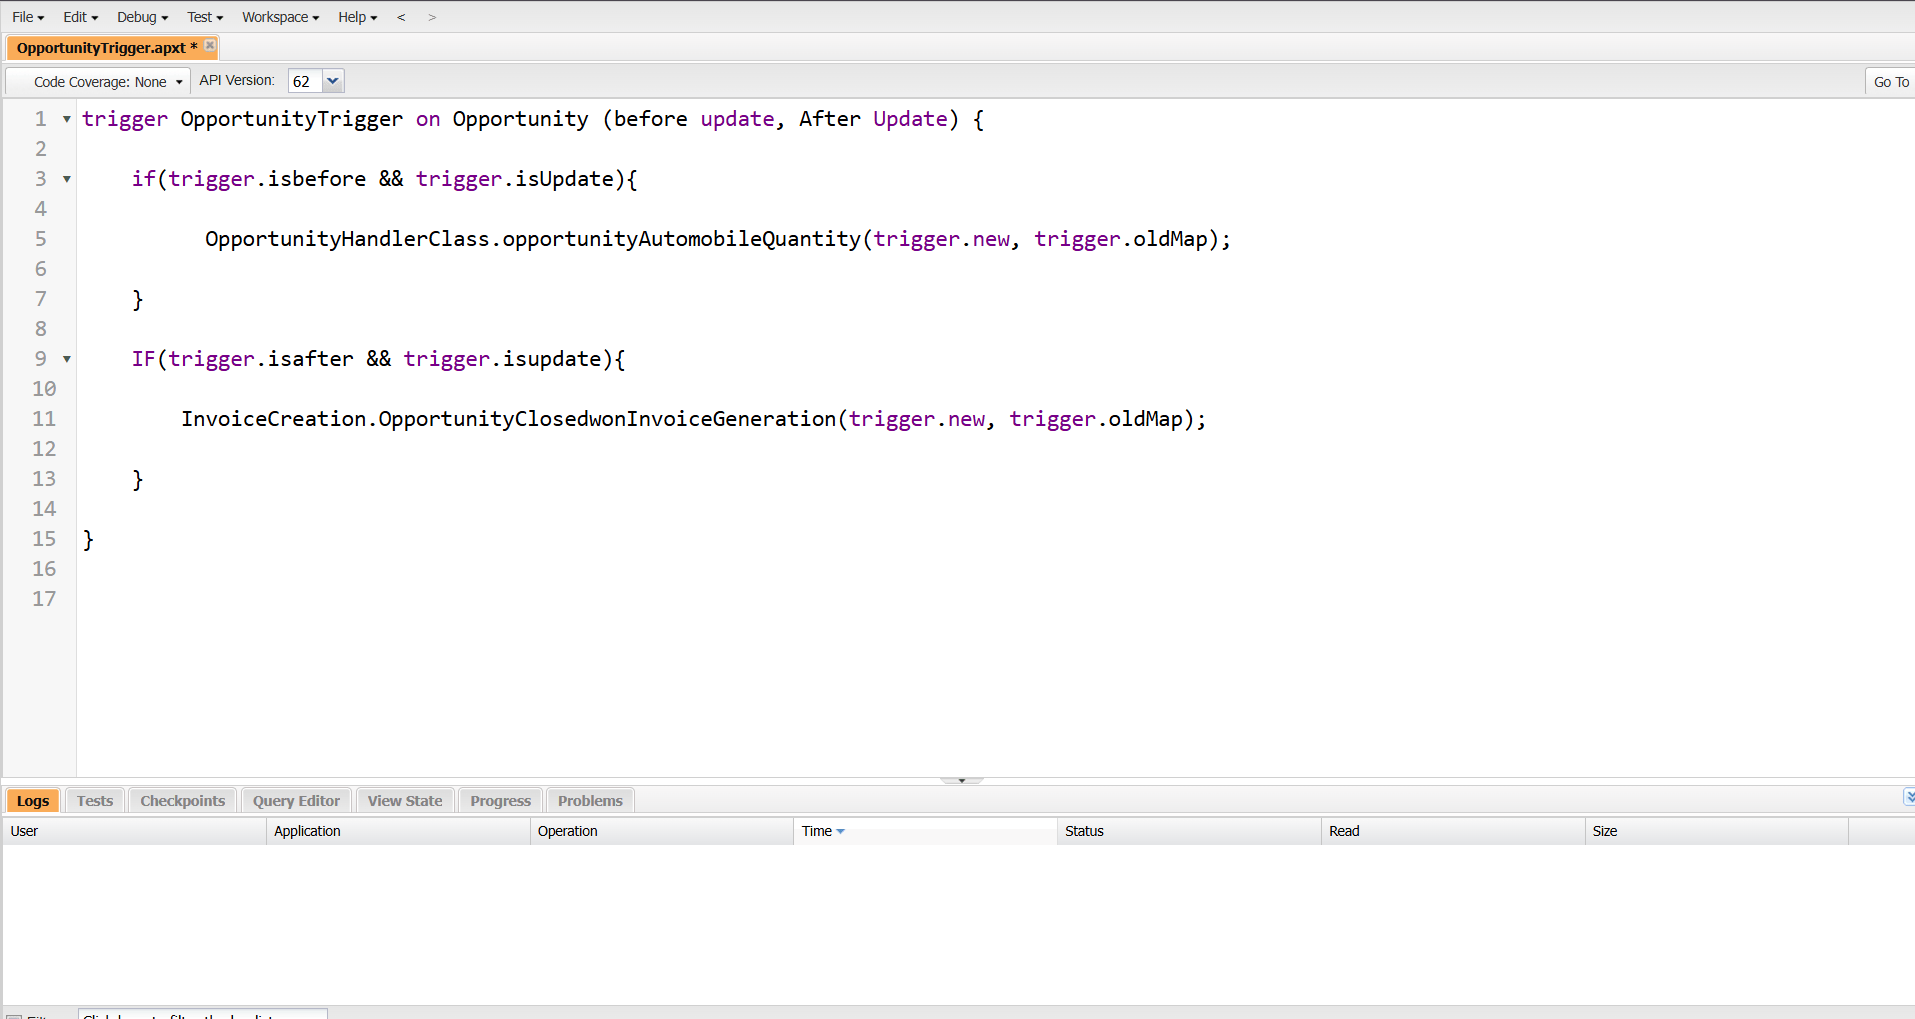 File Edit Debug Test Workspace Help < >
OpportunityTrigger.apxt *
Code Coverage: None API Version: 62 Go To
1 trigger OpportunityTrigger on Opportunity (before update, After Update) {
2
3 if(trigger.isbefore && trigger.isUpdate){
4
5 OpportunityHandlerClass.opportunityAutomobileQuantity(trigger.new, trigger.oldMap);
6
7 }
8
9 IF(trigger.isafter && trigger.isupdate){
10
11 InvoiceCreation.OpportunityClosedwonInvoiceGeneration(trigger.new, trigger.oldMap);
12
13 }
14
15 }
16
17
Logs Tests Checkpoints Query Editor View State Progress Problems
User Application Operation Time Status Read Size